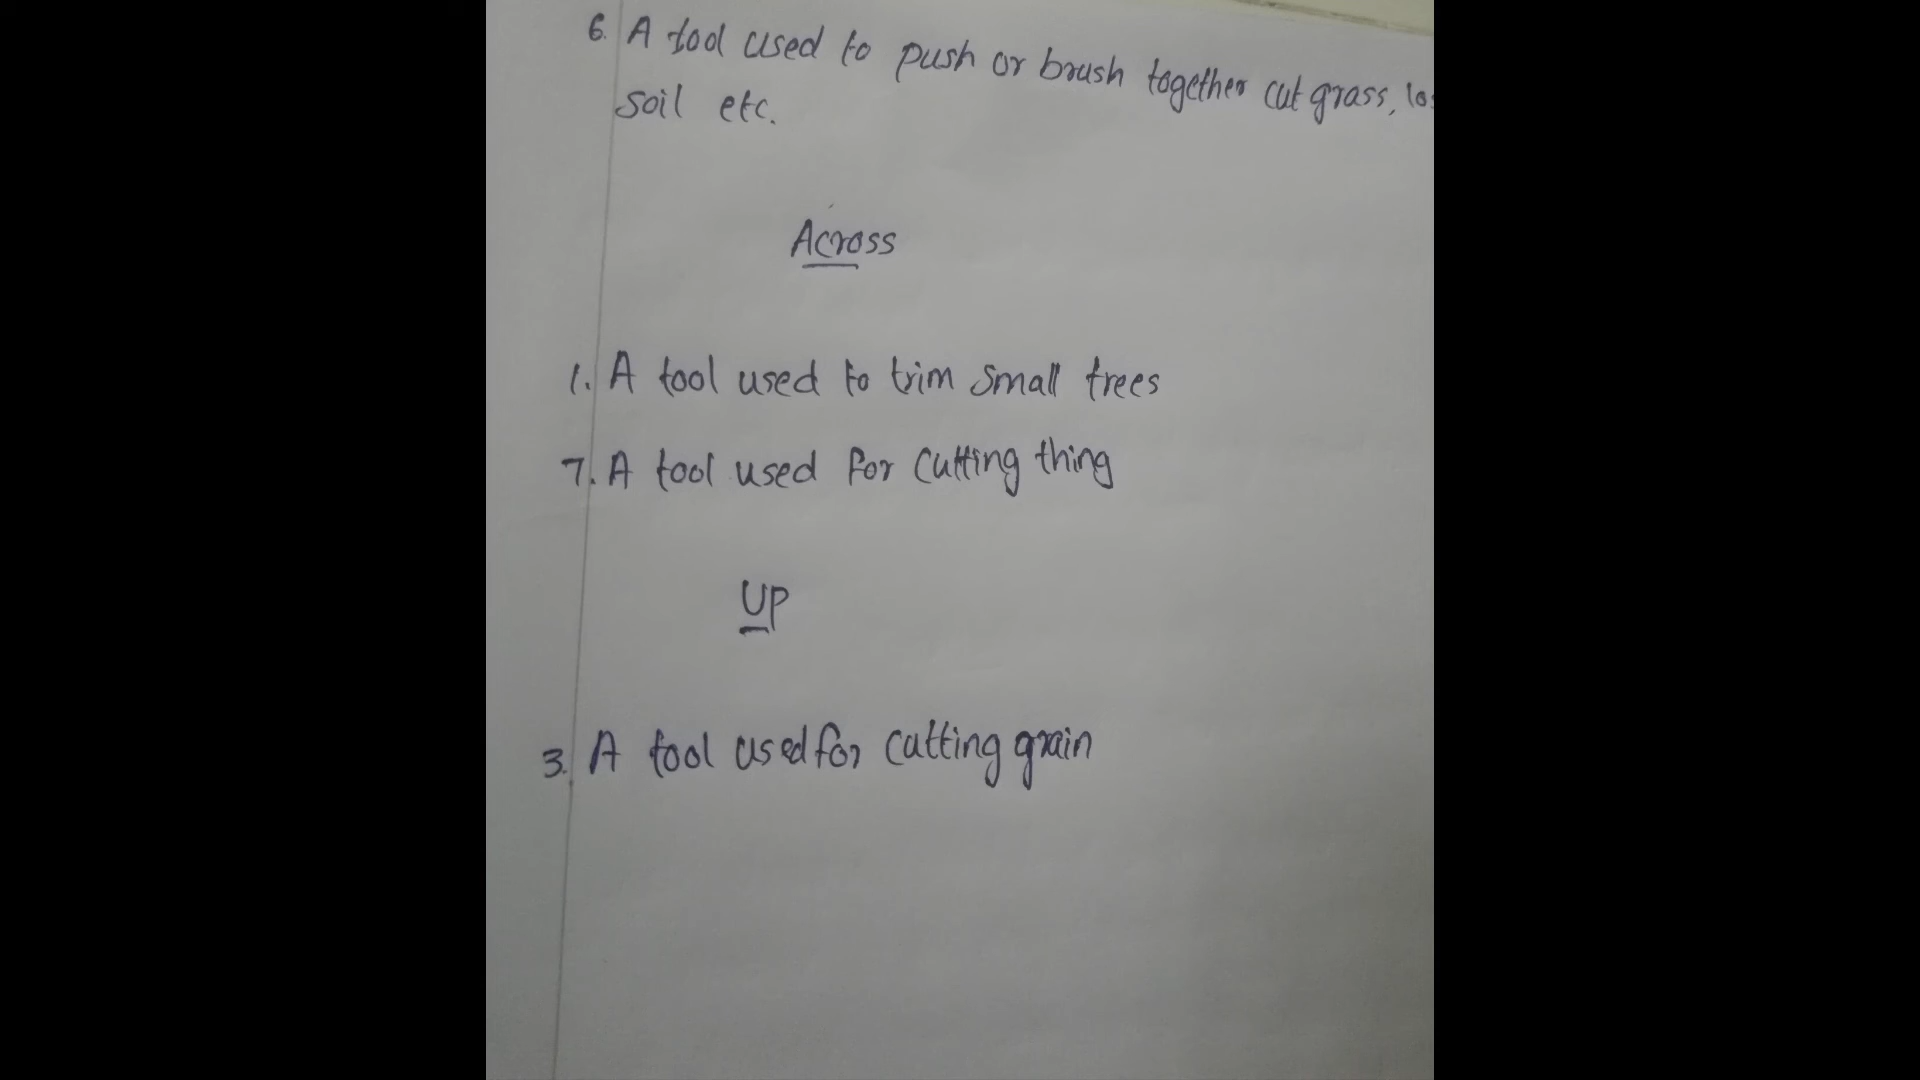 6. A tool used to push or brush together cut grass,
soil etc.
Across
1. A tool used to trim small trees
7. A tool used for cutting thing
UP
3. A tool used for cutting grain